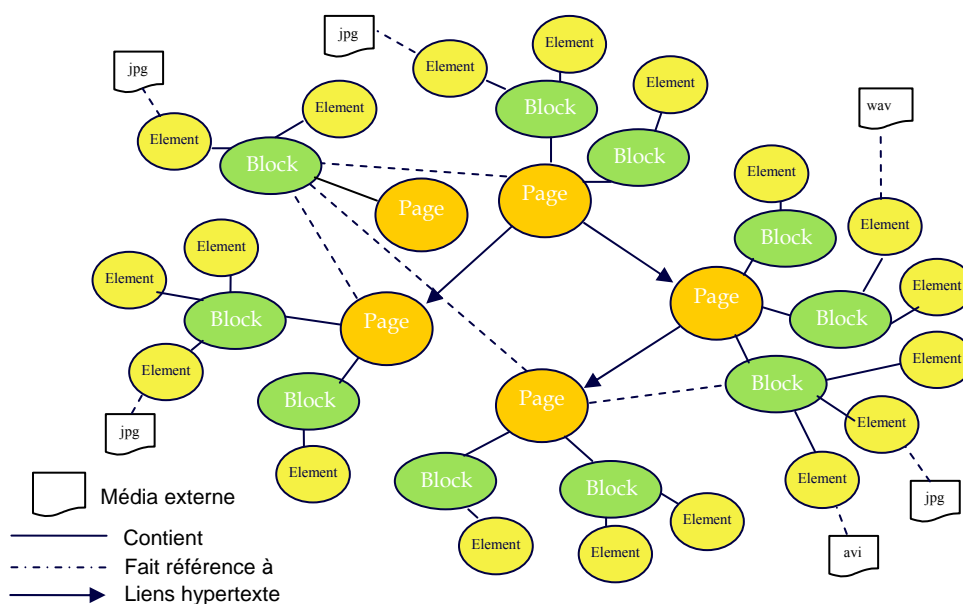 jpg
Element
Element
jpg
Element
Element
Element
wav
Block
Element
Block
Block
Element
Page
Page
Element
Element
Block
Element
Element
Page
Block
Block
Page
Element
Element
Block
Page
Block
Element
jpg
Element
Block
Block
Element
Element
jpg
Média externe
Element
Element
Element
avi
Contient
Fait référence à
Liens hypertexte